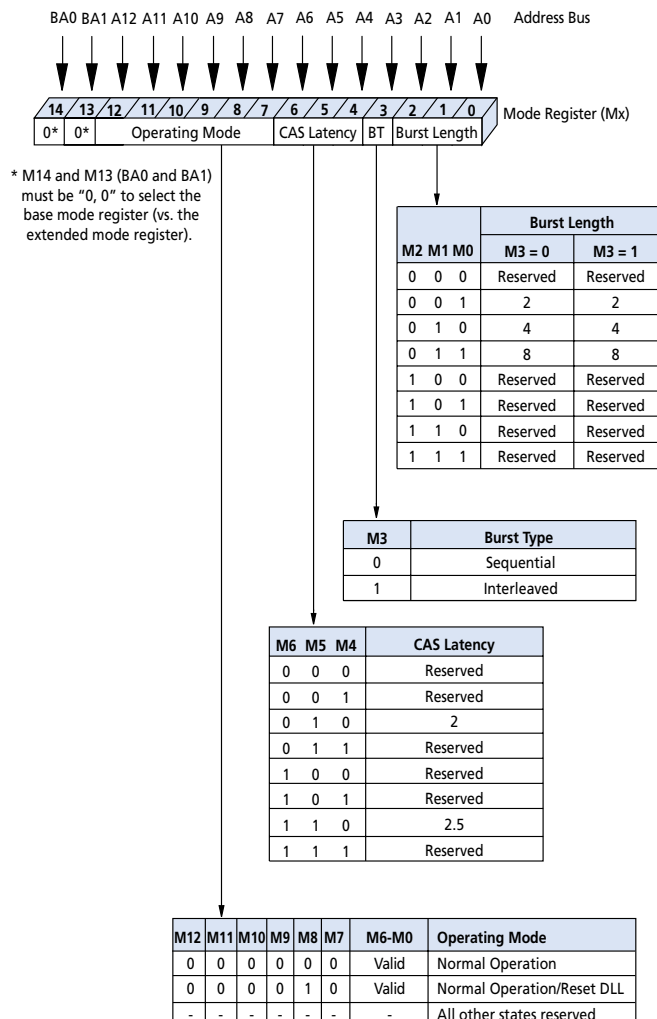 BA0 BA1 A12 A11 A10 A9 A8 A7 A6 A5 A4 A3 A2 A1 A0 Address Bus
14 13 12 11 10 9 8 7 6 5 4 3 2 1 0 Mode Register (Mx)
0* 0* Operating Mode CAS Latency BT Burst Length
* M14 and M13 (BA0 and BA1)
must be “0, 0” to select the
base mode register (vs. the
extended mode register).
Burst Length
M2 M1 M0 M3 = 0 M3 = 1
0 0 0 Reserved Reserved
0 0 1 2 2
0 1 0 4 4
0 1 1 8 8
1 0 0 Reserved Reserved
1 0 1 Reserved Reserved
1 1 0 Reserved Reserved
1 1 1 Reserved Reserved
M3 Burst Type
0 Sequential
1 Interleaved
M6 M5 M4 CAS Latency
0 0 0 Reserved
0 0 1 Reserved
0 1 0 2
0 1 1 Reserved
1 0 0 Reserved
1 0 1 Reserved
1 1 0 2.5
1 1 1 Reserved
M12 M11 M10 M9 M8 M7 M6-M0 Operating Mode
0 0 0 0 0 0 Valid Normal Operation
0 0 0 0 1 0 Valid Normal Operation/Reset DLL
- - - - - - - All other states reserved